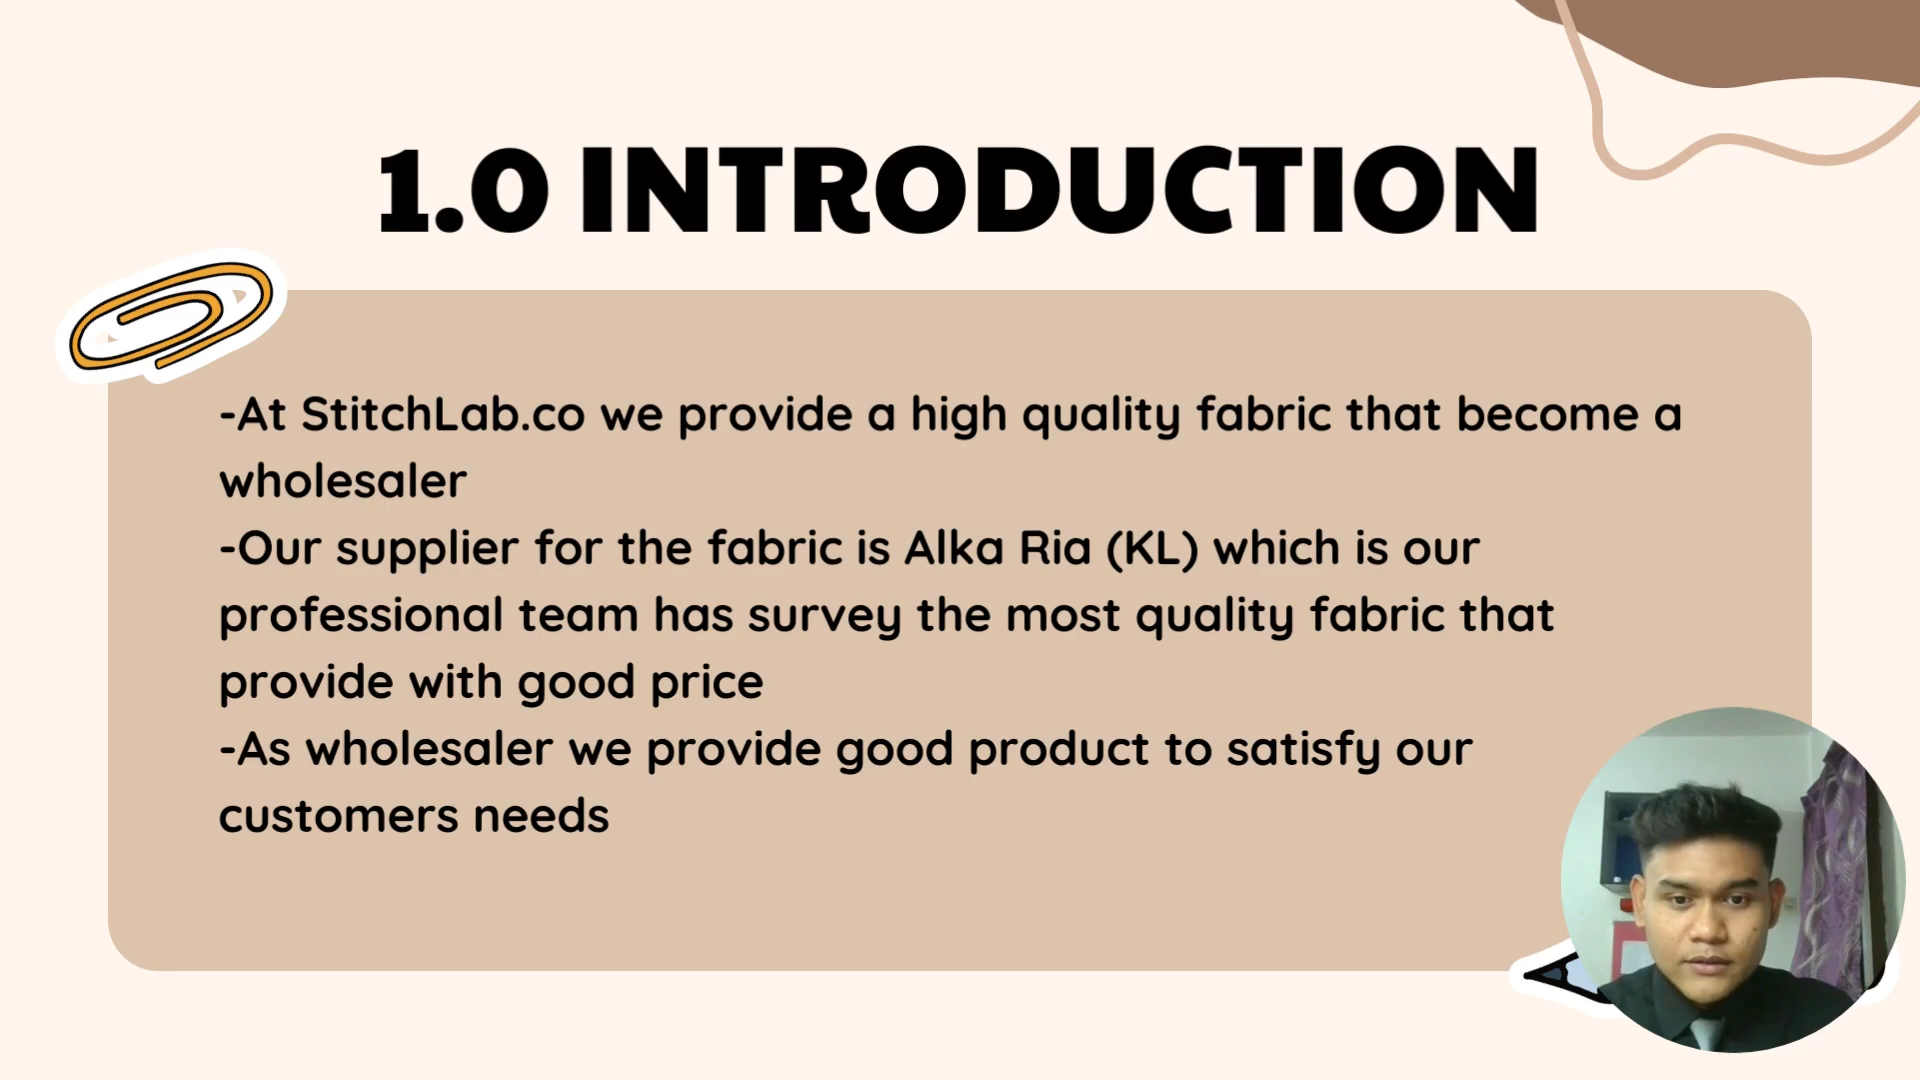 1.0 INTRODUCTION
-At StitchLab.co we provide a high quality fabric that become a
wholesaler
-Our supplier for the fabric is Alka Ria (KL) which is our
professional team has survey the most quality fabric that
provide with good price
-As wholesaler we provide good product to satisfy our
customers needs